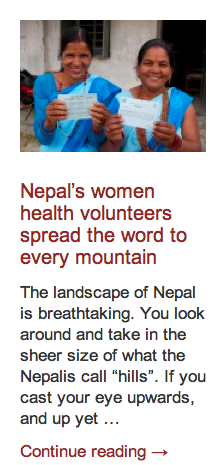 Nepal’s women
health volunteers
spread the word to
every mountain
The landscape of Nepal
is breathtaking. You look
around and take in the
sheer size of what the
Nepalis call “hills”. If you
cast your eye upwards,
and up yet …
Continue reading →